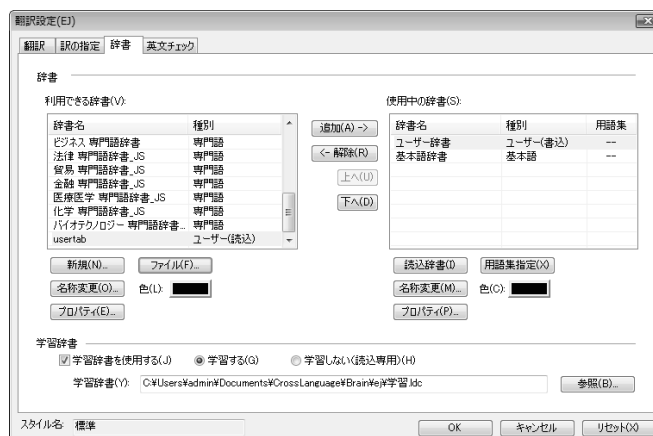 翻訳設定(EJ)
翻訳 訳の指定 辞書 英文チェック
辞書
利用できる辞書(V):
辞書名 種別
ビジネス 専門語辞書 専門語
法律 専門語辞書_JS 専門語
貿易 専門語辞書_JS 専門語
金融 専門語辞書_JS 専門語
医療医学 専門語辞書_JS 専門語
化学 専門語辞書_JS 専門語
バイオテクノロジー 専門語辞書... 専門語
usertab ユーザー(読込)
新規(N)... ファイル(F)...
名称変更(O)... 色(L):
プロパティ(E)...
追加(A) ->
<- 解除(R)
上へ(U)
下へ(D)
使用中の辞書(S):
辞書名 種別 用語集
ユーザー辞書 ユーザー(書込) --
基本語辞書 基本語 --
読込辞書(I) 用語集指定(X)
名称変更(M)... 色(C):
プロパティ(P)...
学習辞書
学習辞書を使用する(J) 学習する(G) 学習しない(読込専用)(H)
学習辞書(Y): C:¥Users¥admin¥Documents¥CrossLanguage¥Brain¥ej¥学習.ldc 参照(B)...
スタイル名: 標準 OK キャンセル リセット(X)